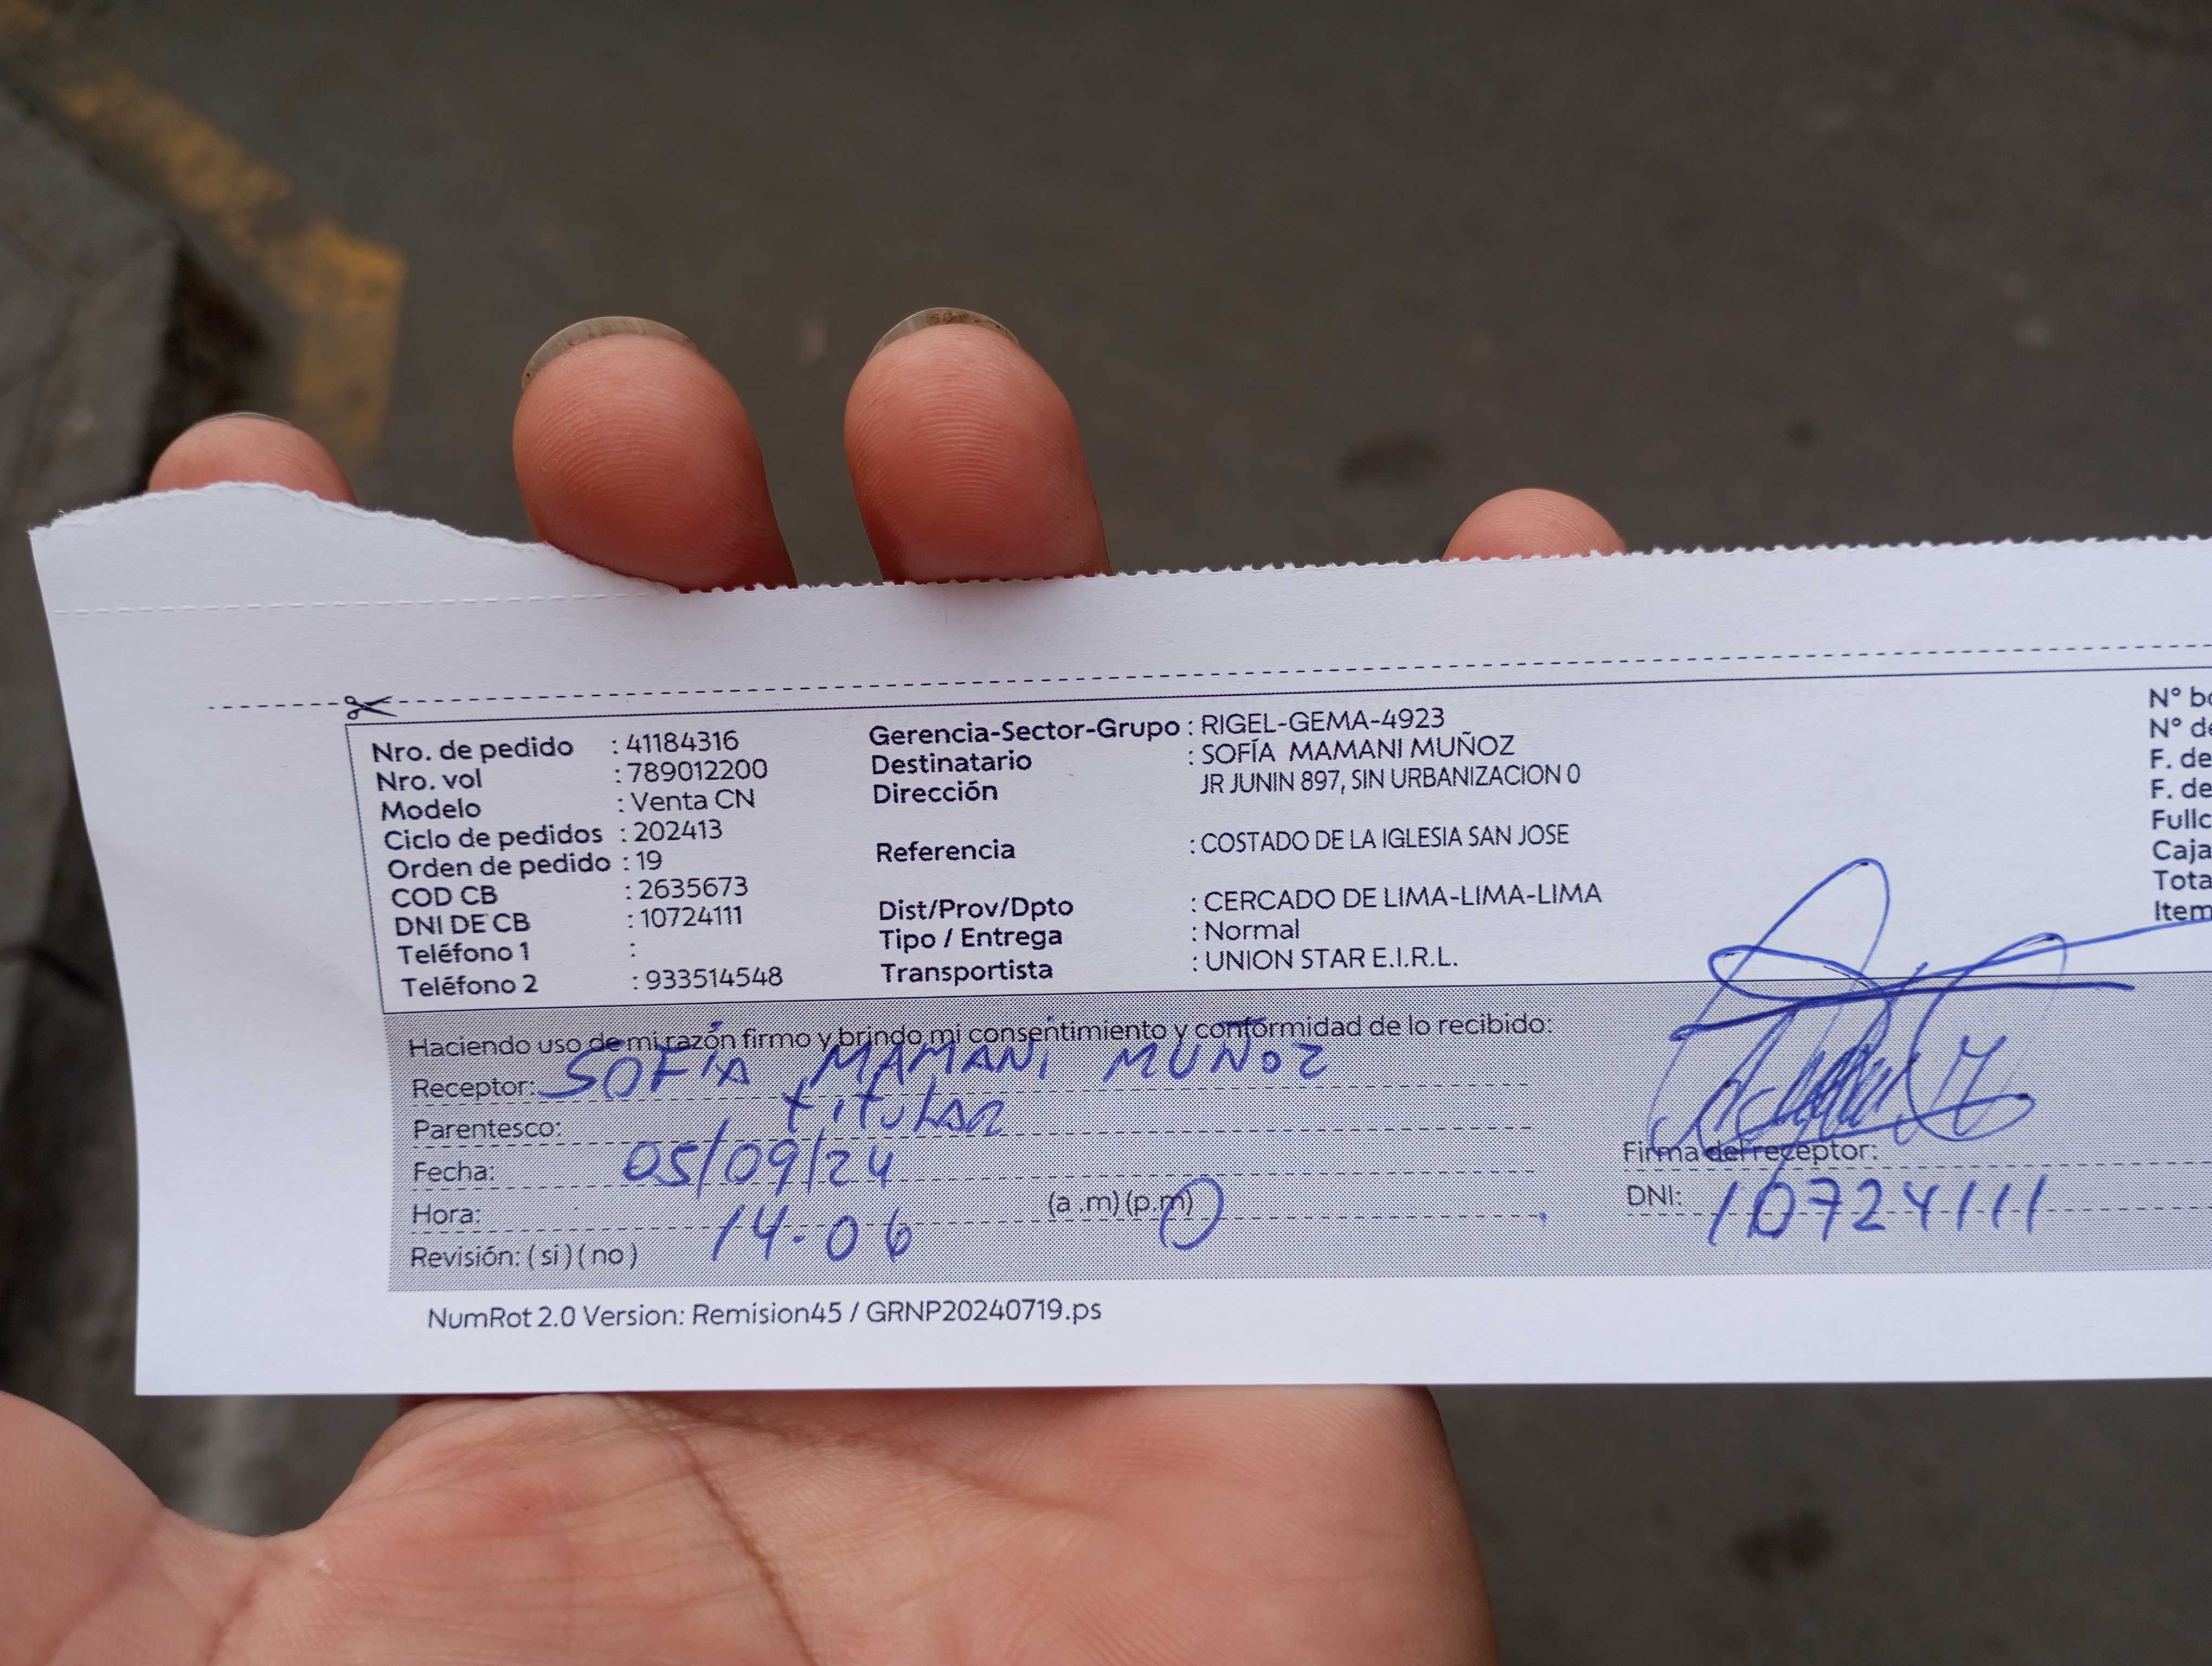 Nro. de pedido : 41184316
Nro. vol : 789012200
Modelo : Venta CN
Ciclo de pedidos : 202413
Orden de pedido : 19
COD CB : 2635673
DNI DE CB : 10724111
Teléfono 1 :
Teléfono 2 : 933514548
Gerencia-Sector-Grupo : RIGEL-GEMA-4923
Destinatario : SOFÍA MAMANI MUÑOZ
Dirección JR JUNIN 897, SIN URBANIZACION 0
Referencia : COSTADO DE LA IGLESIA SAN JOSE
Dist/Prov/Dpto : CERCADO DE LIMA-LIMA-LIMA
Tipo / Entrega : Normal
Transportista : UNION STAR E.I.R.L.
N°
N°
F. de
F. de
Haciendo uso de mi razón firmo y brindo mi consentimiento y conformidad de lo recibido:
Receptor: SOFÍA MAMANI MUÑOZ
Parentesco: titular
Fecha: 05/09/24
Hora: 14-06 (a .m) (p.m)
Revisión: ( si ) ( no )
Firma del receptor:
DNI: 10724111
NumRot 2.0 Version: Remision45 / GRNP20240719.ps